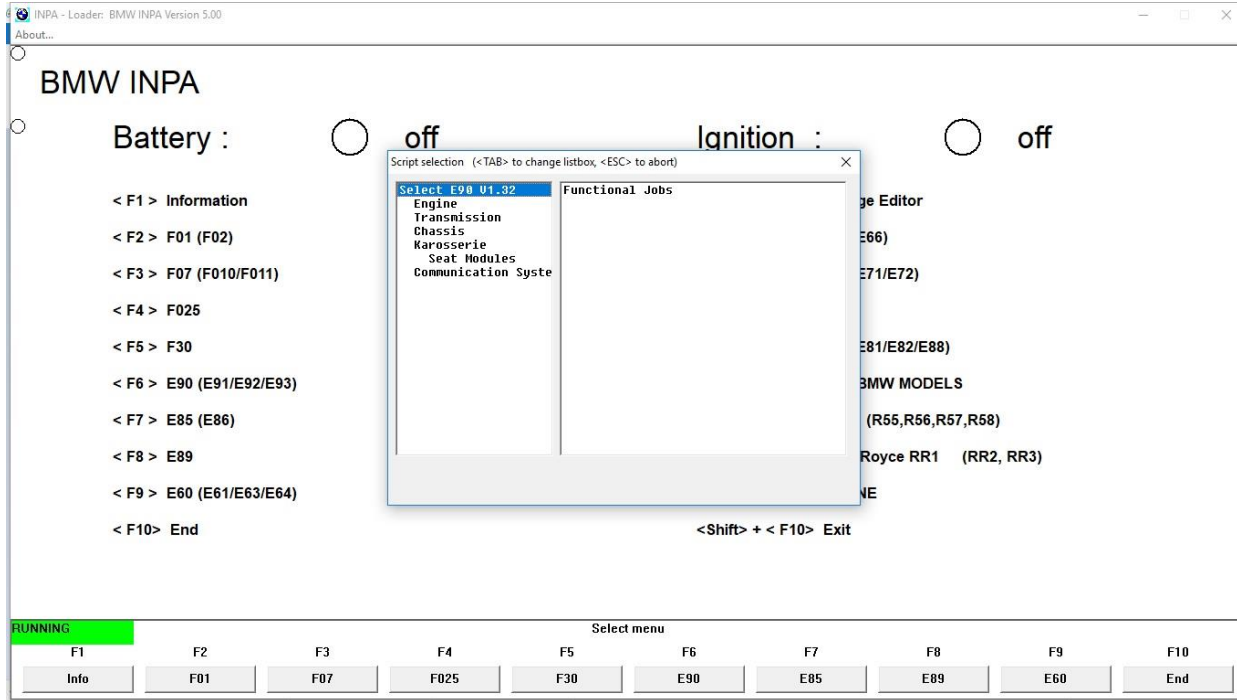 INPA - Loader: BMW INPA Version 5.00
About...
BMW INPA
Battery : off
Ignition : off
Script selection (<TAB> to change listbox, <ESC> to abort)
Select E90 V1.32
Engine
Transmission
Chassis
Karosserie
Seat Modules
Communication Syste
Functional Jobs
< F1 > Information
< F2 > F01 (F02)
< F3 > F07 (F010/F011)
< F4 > F025
< F5 > F30
< F6 > E90 (E91/E92/E93)
< F7 > E85 (E86)
< F8 > E89
< F9 > E60 (E61/E63/E64)
< F10> End
ge Editor
E66)
E71/E72)
E81/E82/E88)
BMW MODELS
(R55,R56,R57,R58)
Royce RR1 (RR2, RR3)
NE
<Shift> + < F10> Exit
RUNNING
Select menu
F1 F2 F3 F4 F5 F6 F7 F8 F9 F10
Info F01 F07 F025 F30 E90 E85 E89 E60 End